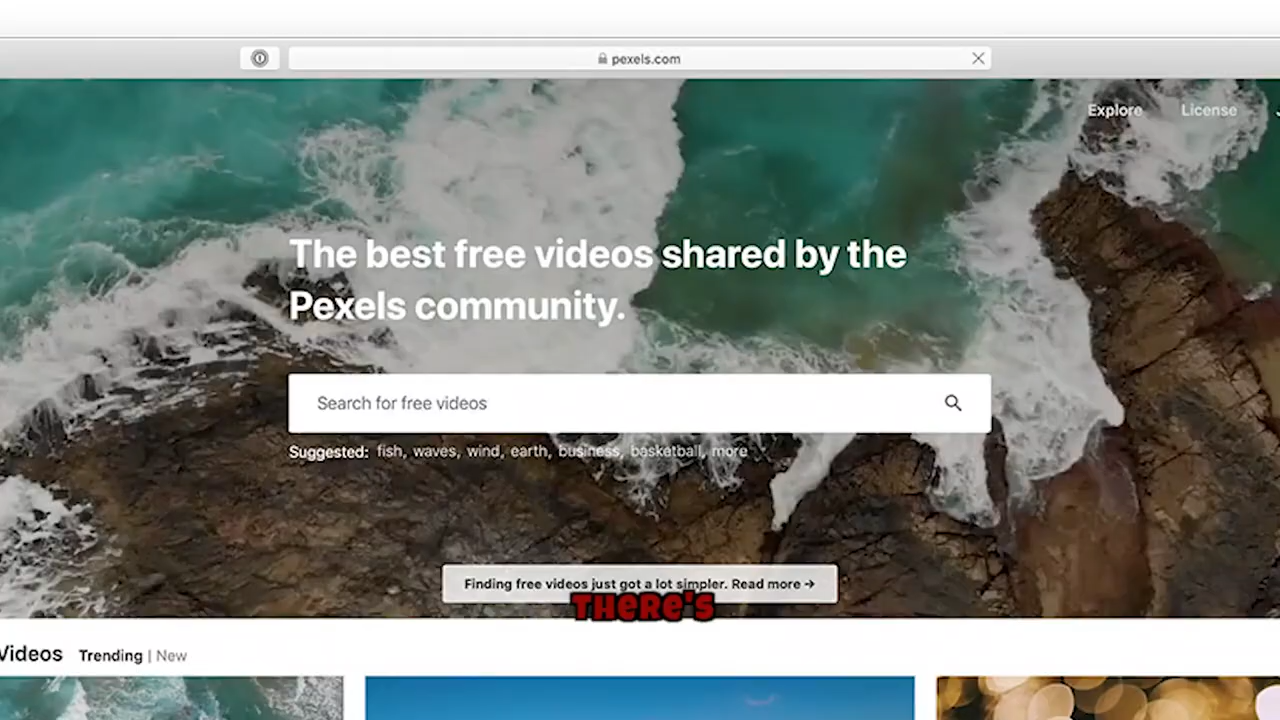 pexels.com
Explore License
The best free videos shared by the
Pexels community.
Search for free videos
Suggested: fish, waves, wind, earth, business, basketball, more
Finding free videos just got a lot simpler. Read more →
THERE'S
Videos Trending | New